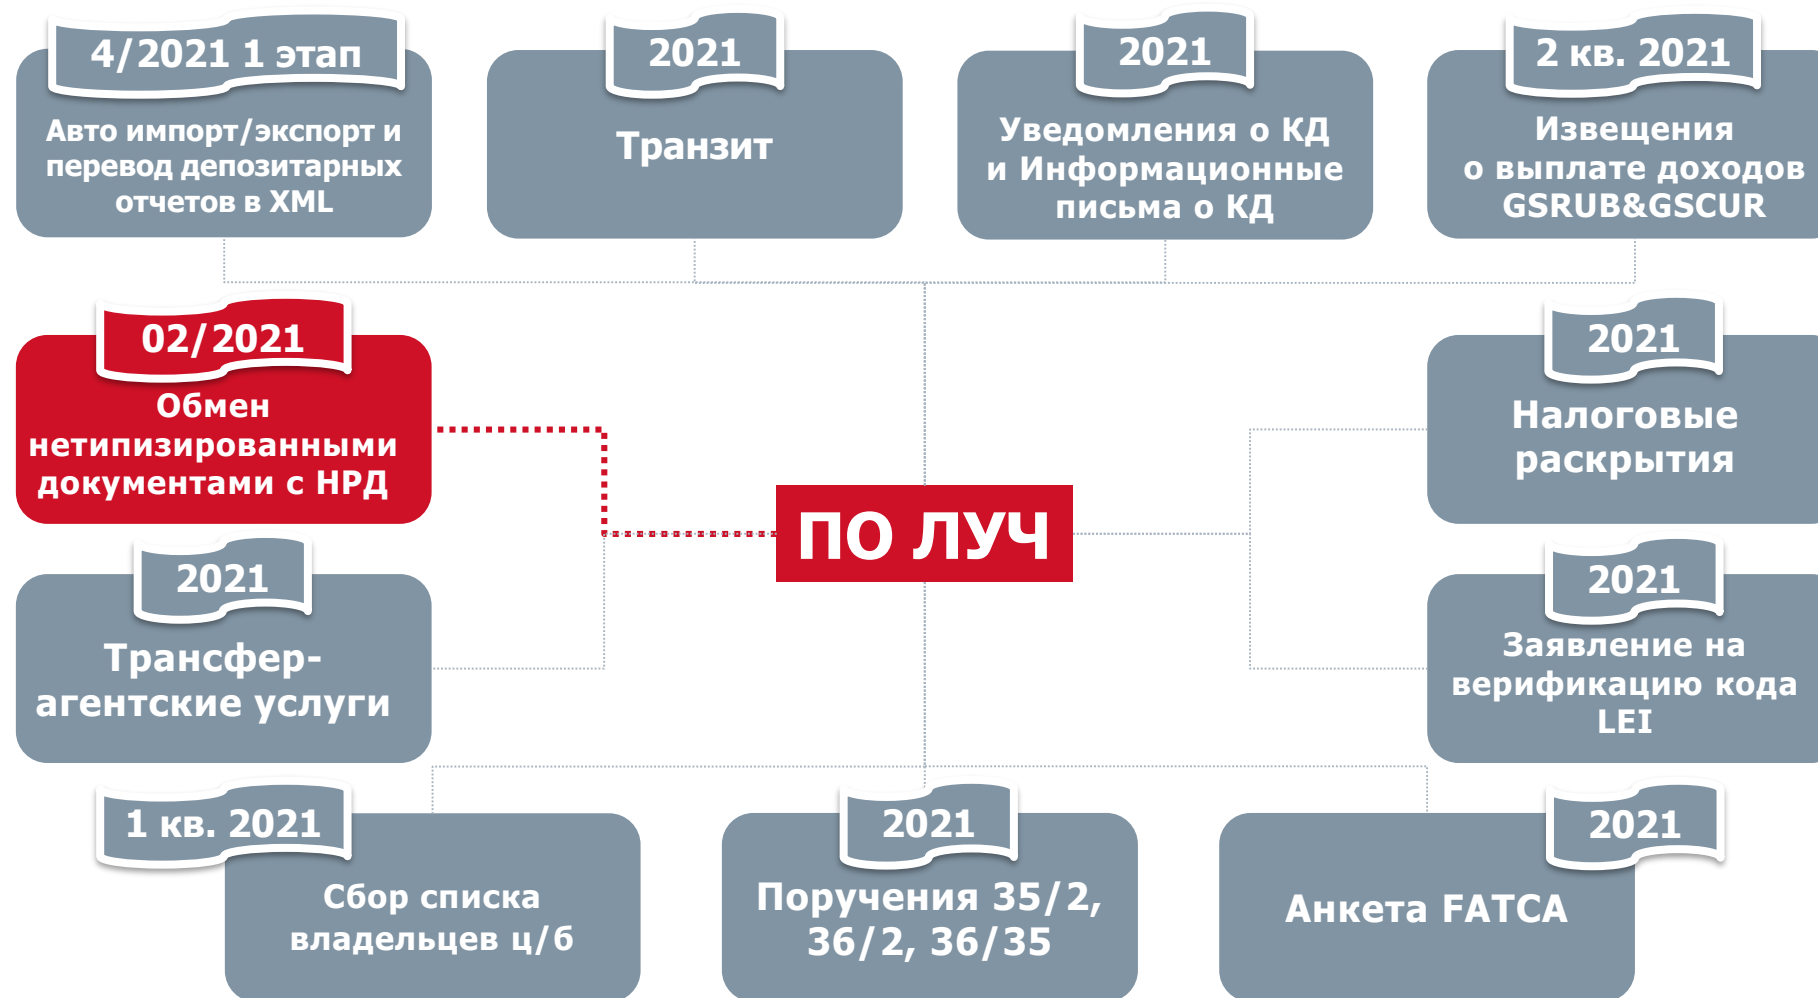 4/2021 1 этап
Авто импорт/экспорт и
перевод депозитарных
отчетов в XML
2021
Транзит
2021
Уведомления о КД
и Информационные
письма о КД
2 кв. 2021
Извещения
о выплате доходов
GSRUB&GSCUR
02/2021
Обмен
нетипизированными
документами с НРД
2021
Налоговые
раскрытия
ПО ЛУЧ
2021
Трансфер-
агентские услуги
2021
Заявление на
верификацию кода
LEI
1 кв. 2021
Сбор списка
владельцев ц/б
2021
Поручения 35/2,
36/2, 36/35
2021
Анкета FATCA